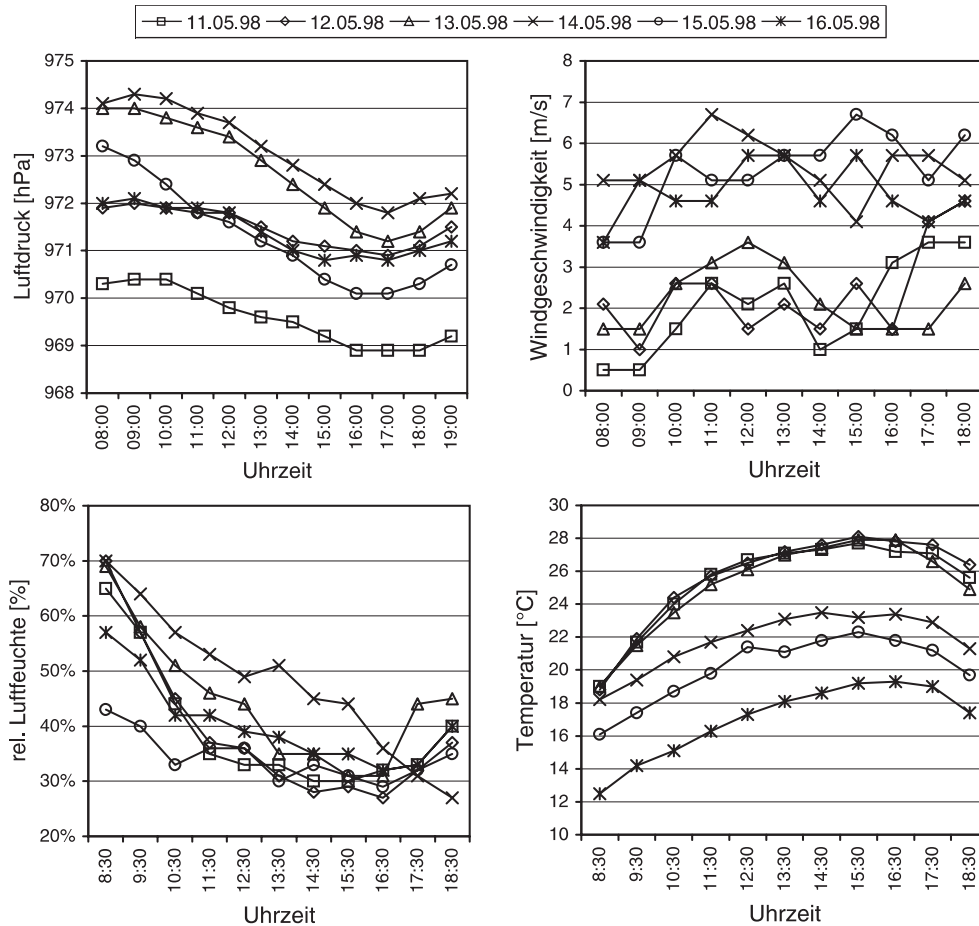 11.05.98 12.05.98 13.05.98 14.05.98 15.05.98 16.05.98
Luftdruck [hPa]
975
974
973
972
971
970
969
968
08:00 09:00 10:00 11:00 12:00 13:00 14:00 15:00 16:00 17:00 18:00 19:00
Uhrzeit
Windgeschwindigkeit [m/s]
8
7
6
5
4
3
2
1
0
08:00 09:00 10:00 11:00 12:00 13:00 14:00 15:00 16:00 17:00 18:00
Uhrzeit
rel. Luftfeuchte [%]
80%
70%
60%
50%
40%
30%
20%
8:30 9:30 10:30 11:30 12:30 13:30 14:30 15:30 16:30 17:30 18:30
Uhrzeit
Temperatur [°C]
30
28
26
24
22
20
18
16
14
12
10
8:30 9:30 10:30 11:30 12:30 13:30 14:30 15:30 16:30 17:30 18:30
Uhrzeit